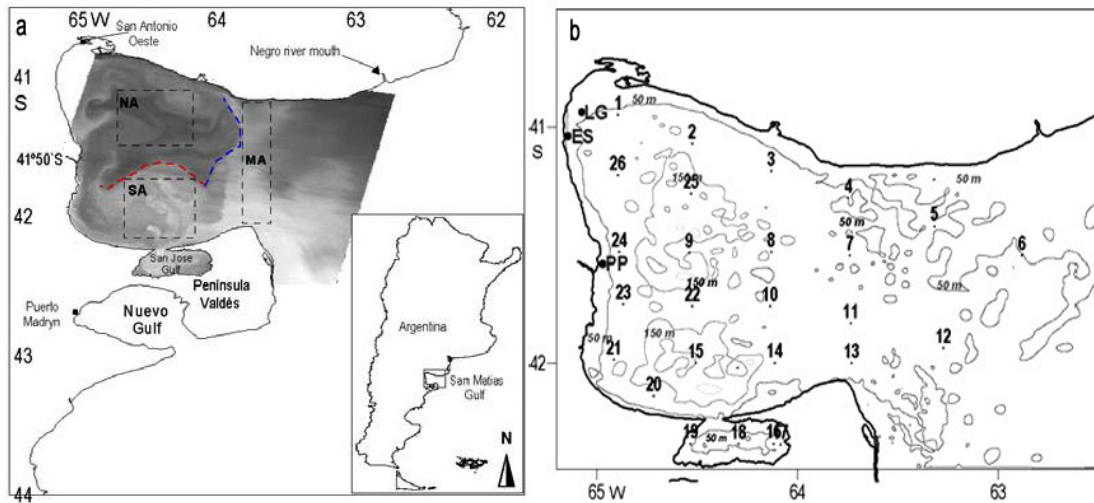 a
65 W
64
63
62
San Antonio
Oeste
Negro river mouth
41
S
NA
MA
41°50`S
SA
42
San Jose
Gulf
Península
Valdés
Puerto
Madryn
Nuevo
Gulf
43
Argentina
San Matias
Gulf
N
44
b
50 m
1
LG
41
S
ES
2
3
26
150 m
25
4
50 m
5
50 m
24
9
8
7
6
PP
150 m
22
10
50 m
23
11
150 m
12
50 m
21
15
14
13
20
19
18
16
50 m
65 W
64
63
42